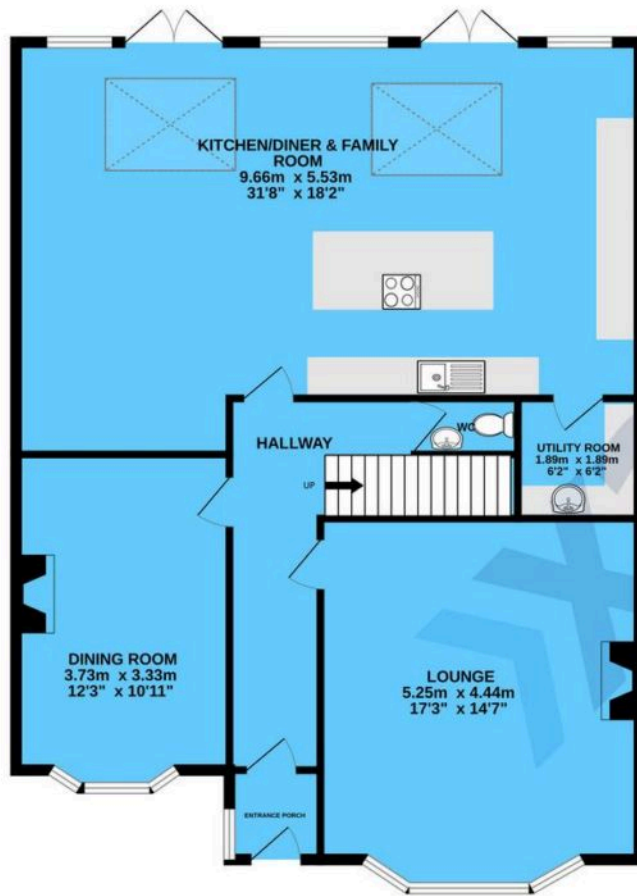 KITCHEN/DINER & FAMILY
ROOM
9.66m x 5.53m
31'8" x 18'2"
HALLWAY
WC
UP
UTILITY ROOM
1.89m x 1.89m
6'2" x 6'2"
DINING ROOM
3.73m x 3.33m
12'3" x 10'11"
LOUNGE
5.25m x 4.44m
17'3" x 14'7"
ENTRANCE PORCH